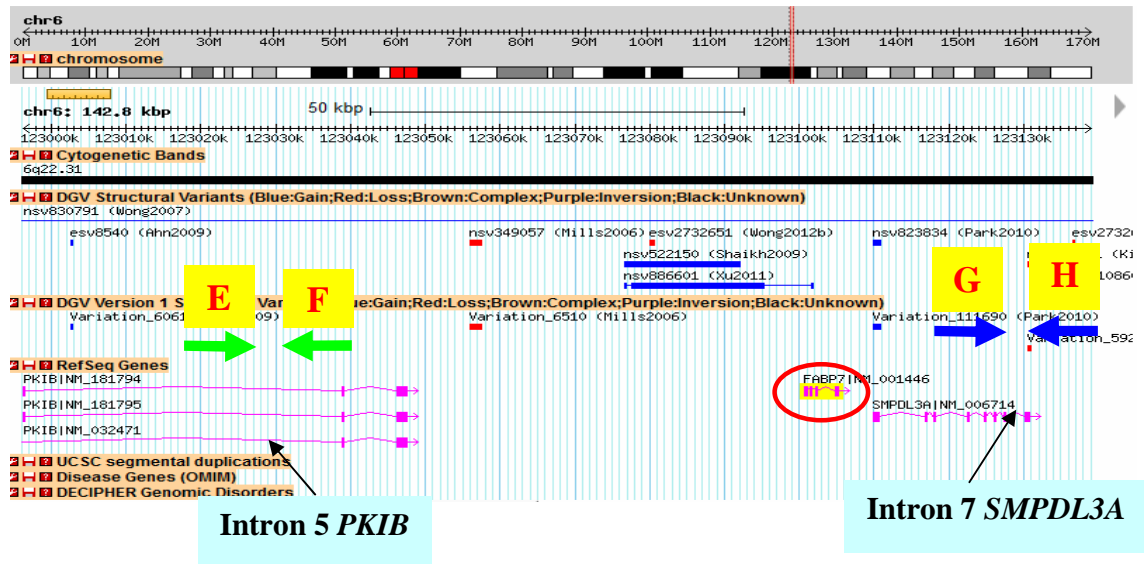 chr6
0M 10M 20M 30M 40M 50M 60M 70M 80M 90M 100M 110M 120M 130M 140M 150M 160M 170M
chromosome
chr6: 142.8 kbp
50 kbp
123000k 123010k 123020k 123030k 123040k 123050k 123060k 123070k 123080k 123090k 123100k 123110k 123120k 123130k
Cytogenetic Bands
6q22.31
DGV Structural Variants (Blue:Gain;Red:Loss;Brown:Complex;Purple:Inversion;Black:Unknown)
nsv830791 (Wong2007)
esv8540 (Ahn2009) nsv349057 (Mills2006) esv2732651 (Wong2012b) nsv823834 (Park2010)
nsv522150 (Shaikh2009)
nsv886601 (Xu2011)
E F G H
DGV Version 1 Complex;Purple:Inversion;Black:Unknown)
Variation_6510 (Mills2006) Variation_111690 (Park2010)
RefSeq Genes
PKIB|NM_181794 FABP7|NM_001446
PKIB|NM_181795 SMPDL3A|NM_006714
PKIB|NM_032471
UCSC segmental duplications
Disease Genes (OMIM)
DECIPHER Genomic Disorders
Intron 5 PKIB
Intron 7 SMPDL3A